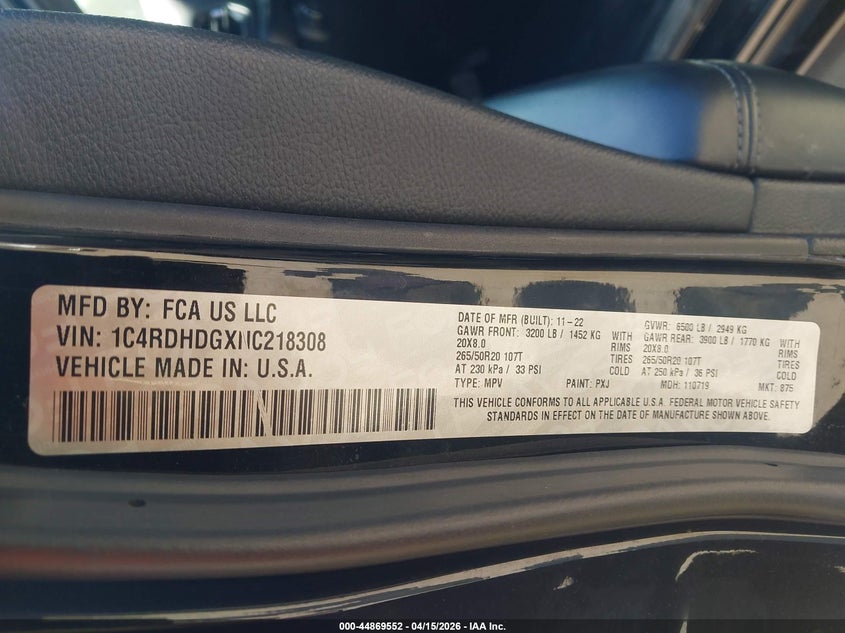 MFD BY: FCA US LLC
VIN: 1C4RDHDGXNC218308
VEHICLE MADE IN: U.S.A.
DATE OF MFR (BUILT): 11-22 GVWR: 6500 LB / 2949 KG
GAWR FRONT: 3200 LB / 1452 KG WITH GAWR REAR: 3900 LB / 1770 KG WITH
20X8.0 RIMS 20X8.0 RIMS
265/50R20 107T TIRES 265/50R20 107T TIRES
AT 230 kPa / 33 PSI COLD AT 250 kPa / 36 PSI COLD
TYPE: MPV PAINT: PXJ MDH: 110719 MKT: 875
THIS VEHICLE CONFORMS TO ALL APPLICABLE U.S.A. FEDERAL MOTOR VEHICLE SAFETY
STANDARDS IN EFFECT ON THE DATE OF MANUFACTURE SHOWN ABOVE.
000-44869552 - 04/15/2026 - IAA Inc.